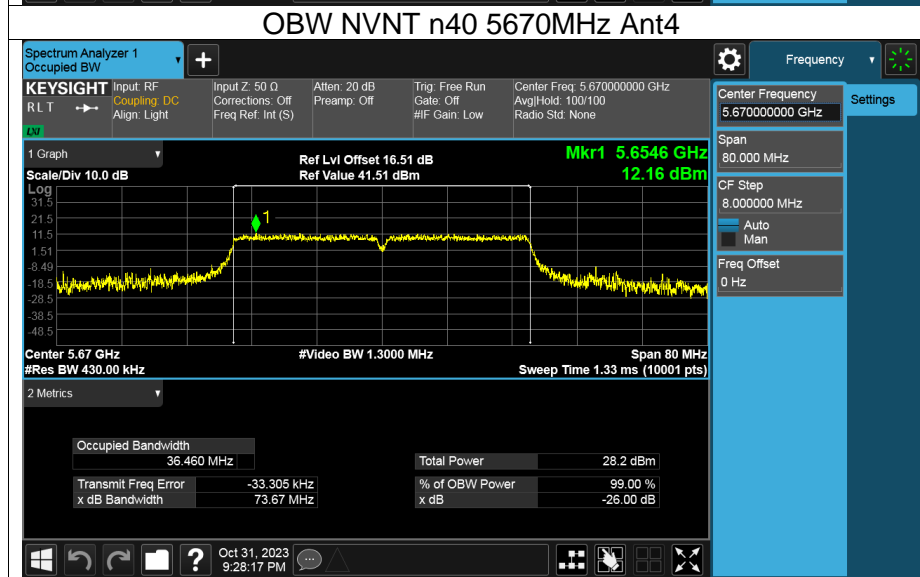 OBW NVNT n40 5670MHz Ant4
Spectrum Analyzer 1
Occupied BW
+
Frequency
KEYSIGHT
R L T
LXI
Input: RF
Coupling: DC
Align: Light
Input Z: 50 Ω
Corrections: Off
Freq Ref: Int (S)
Atten: 20 dB
Preamp: Off
Trig: Free Run
Gate: Off
#IF Gain: Low
Center Freq: 5.670000000 GHz
Avg|Hold: 100/100
Radio Std: None
Center Frequency
5.670000000 GHz
Settings
Span
80.000 MHz
CF Step
8.000000 MHz
Auto
Man
Freq Offset
0 Hz
1 Graph
Scale/Div 10.0 dB
Ref Lvl Offset 16.51 dB
Ref Value 41.51 dBm
Mkr1 5.6546 GHz
12.16 dBm
Log
31.5
21.5
11.5
1.51
-8.49
-18.5
-28.5
-38.5
-48.5
1
Center 5.67 GHz
#Res BW 430.00 kHz
#Video BW 1.3000 MHz
Span 80 MHz
Sweep Time 1.33 ms (10001 pts)
2 Metrics
Occupied Bandwidth
36.460 MHz
Total Power 28.2 dBm
Transmit Freq Error -33.305 kHz
% of OBW Power 99.00 %
x dB Bandwidth 73.67 MHz
x dB -26.00 dB
?
Oct 31, 2023
9:28:17 PM